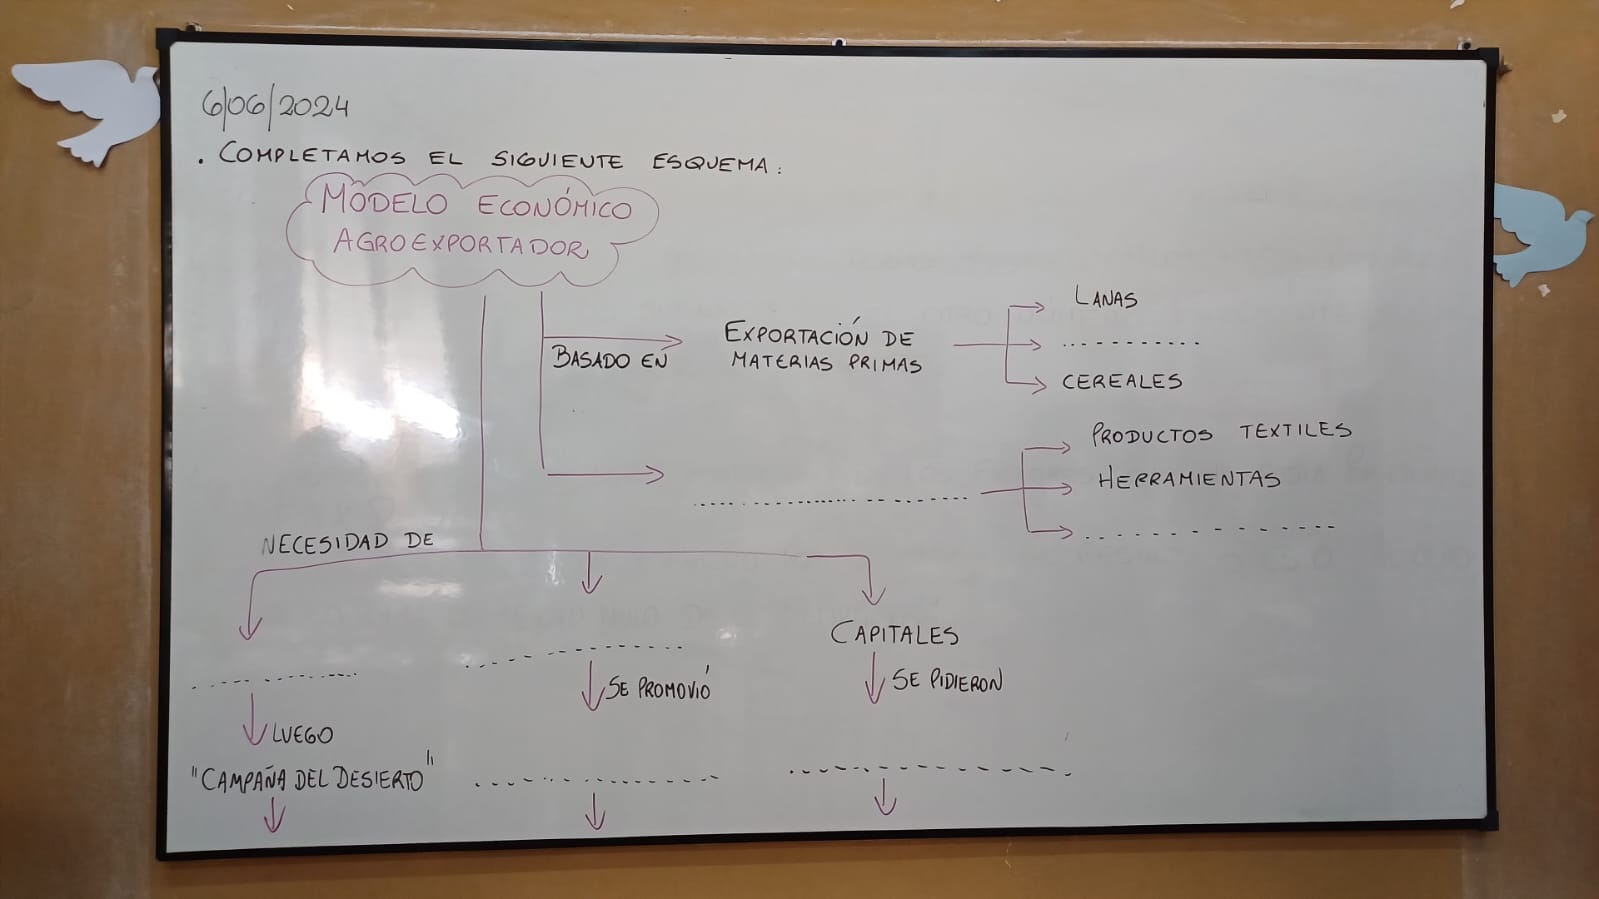 6/06/2024
. COMPLETAMOS EL SIGUIENTE ESQUEMA:
MODELO ECONÓMICO
AGROEXPORTADOR
BASADO EN
EXPORTACIÓN DE
MATERIAS PRIMAS
LANAS
...........
CEREALES
......................
PRODUCTOS TEXTILES
HERRAMIENTAS
...............
NECESIDAD DE
...............
LUEGO
"CAMPAÑA DEL DESIERTO"
...............
SE PROMOVIÓ
...............
CAPITALES
SE PIDIERON
...............